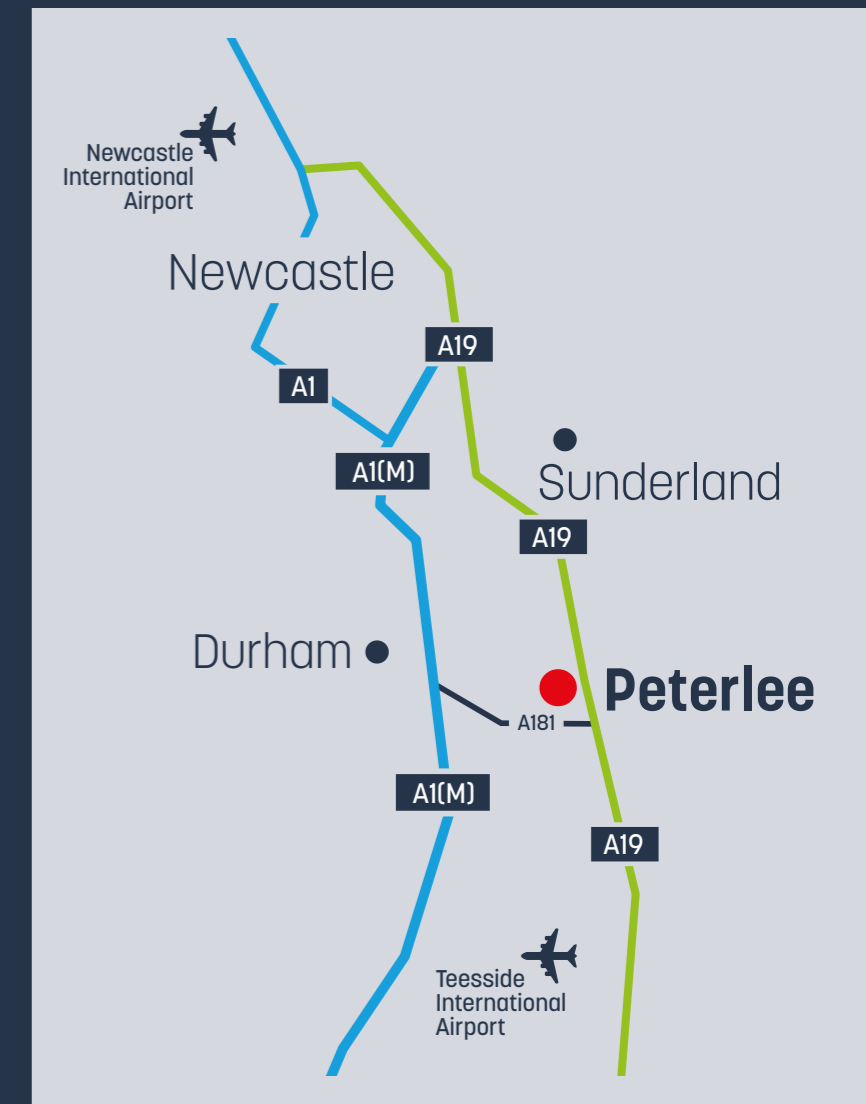 Newcastle
International
Airport
Newcastle
A19
A1
A1(M)
Sunderland
A19
Durham
Peterlee
A181
A1(M)
A19
Teesside
International
Airport